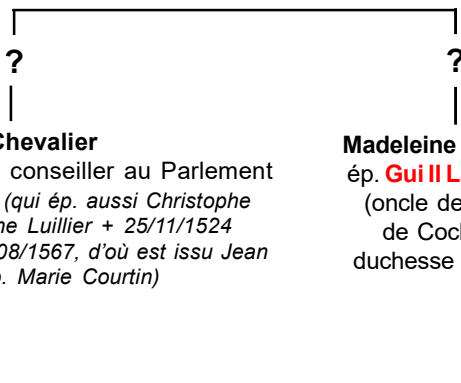 ?
?
Chevalier
conseiller au Parlement
(qui ép. aussi Christophe
Luillier + 25/11/1524
08/1567, d'où est issu Jean
Marie Courtin)
Madeleine
ép. Gui II L
(oncle de
de Coc
duchesse